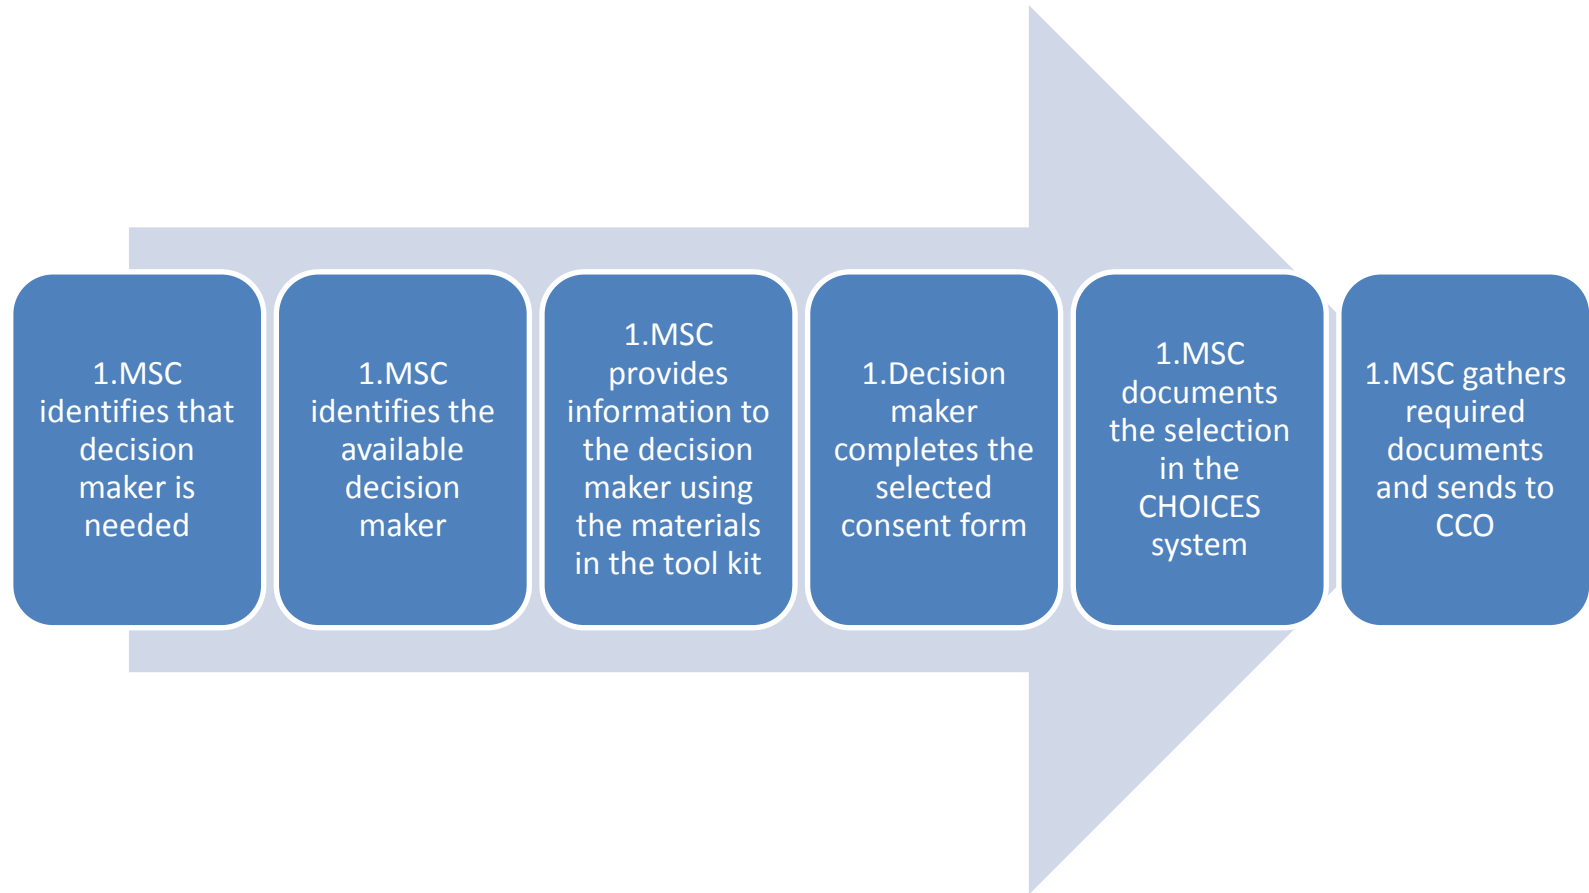 1.MSC
identifies that
decision
maker is
needed
1.MSC
identifies the
available
decision
maker
1.MSC
provides
information to
the decision
maker using
the materials
in the tool kit
1.Decision
maker
completes the
selected
consent form
1.MSC
documents
the selection
in the
CHOICES
system
1.MSC gathers
required
documents
and sends to
CCO